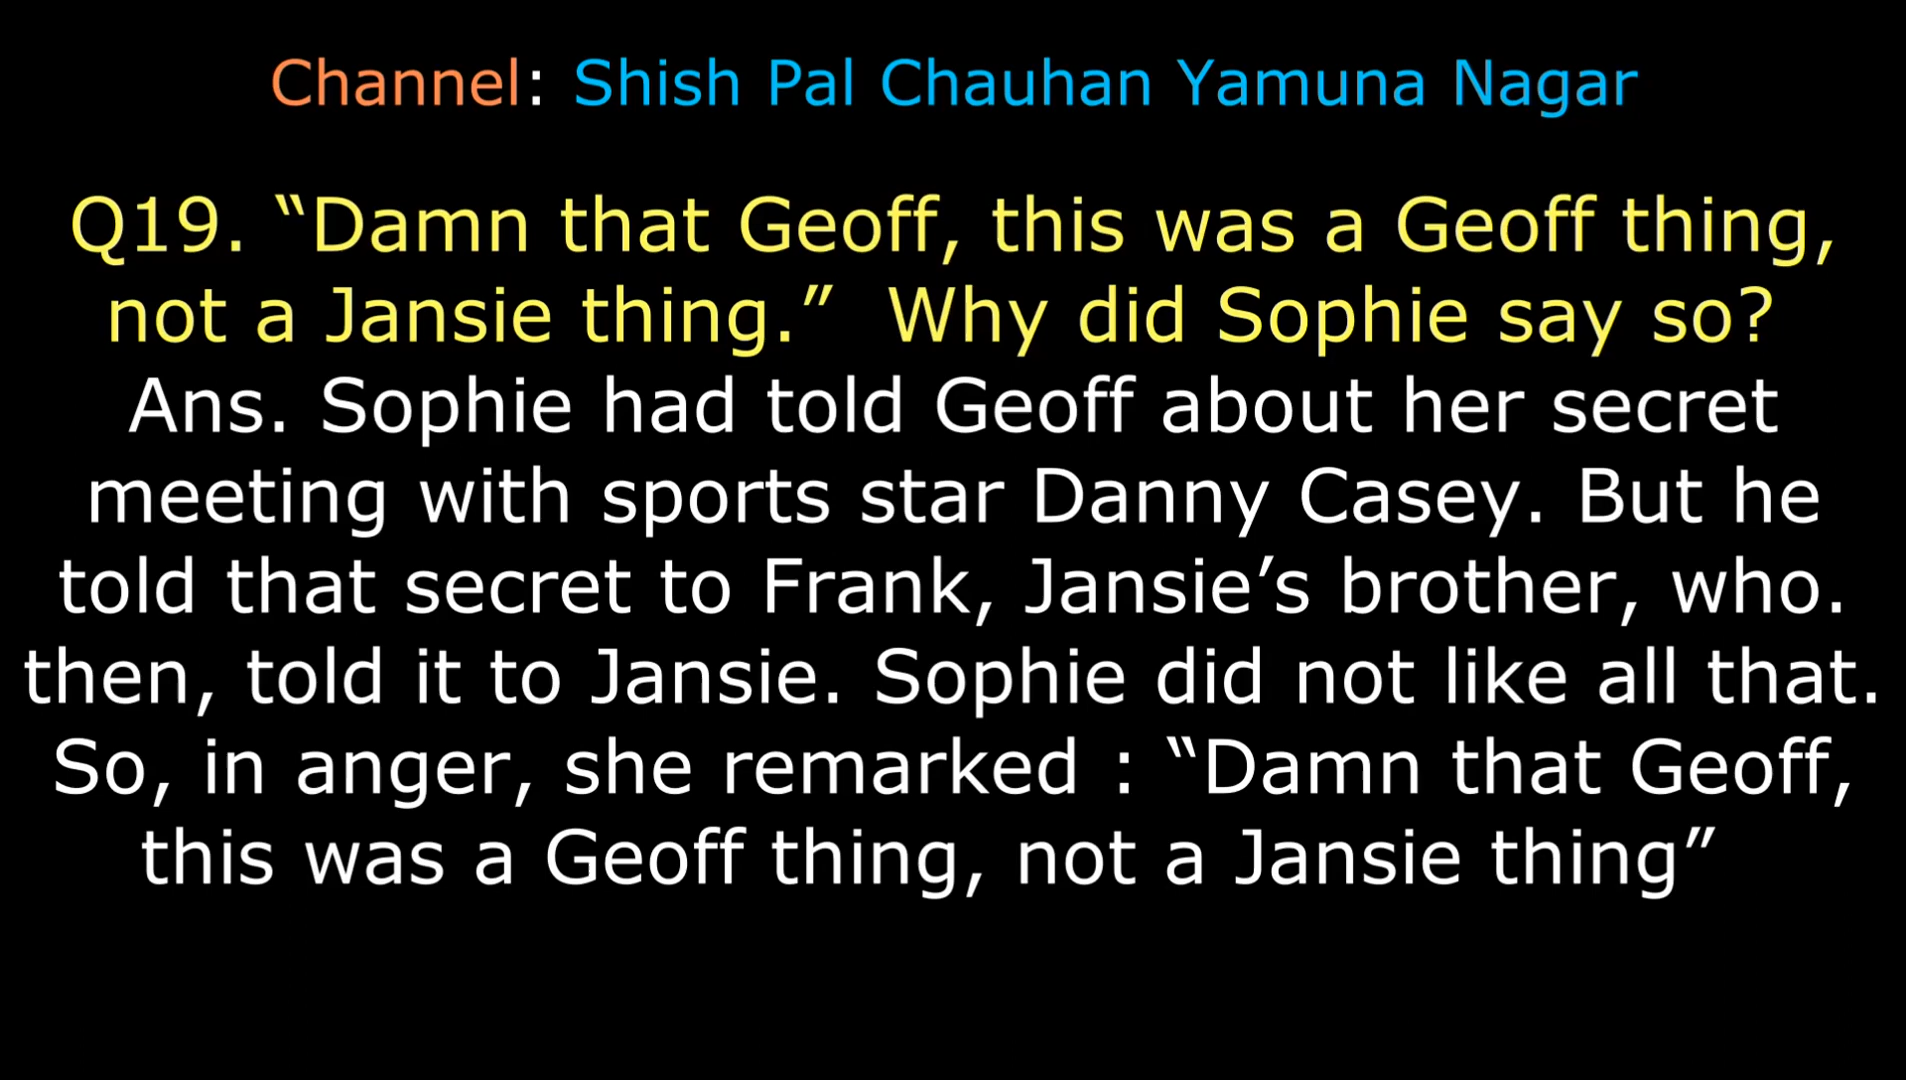 Channel: Shish Pal Chauhan Yamuna Nagar
Q19. “Damn that Geoff, this was a Geoff thing,
not a Jansie thing.”  Why did Sophie say so?
Ans. Sophie had told Geoff about her secret
meeting with sports star Danny Casey. But he
told that secret to Frank, Jansie’s brother, who.
then, told it to Jansie. Sophie did not like all that.
So, in anger, she remarked : “Damn that Geoff,
this was a Geoff thing, not a Jansie thing”